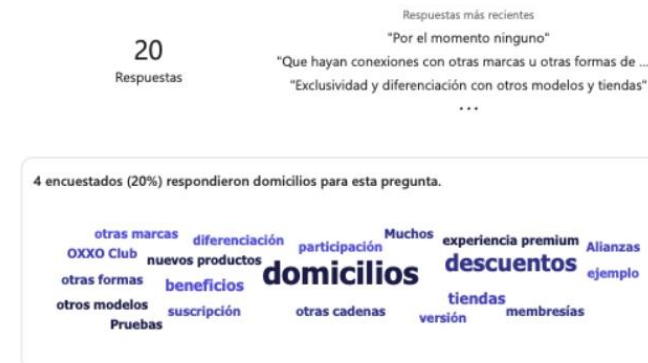 20
Respuestas
Respuestas más recientes
"Por el momento ninguno"
"Que hayan conexiones con otras marcas u otras formas de ...
"Exclusividad y diferenciación con otros modelos y tiendas"
...
4 encuestados (20%) respondieron domicilios para esta pregunta.
otras marcas diferenciación participación Muchos experiencia premium Alianzas
OXXO Club nuevos productos domicilios descuentos ejemplo
otras formas beneficios
otros modelos suscripción otras cadenas tiendas membresías
Pruebas versión